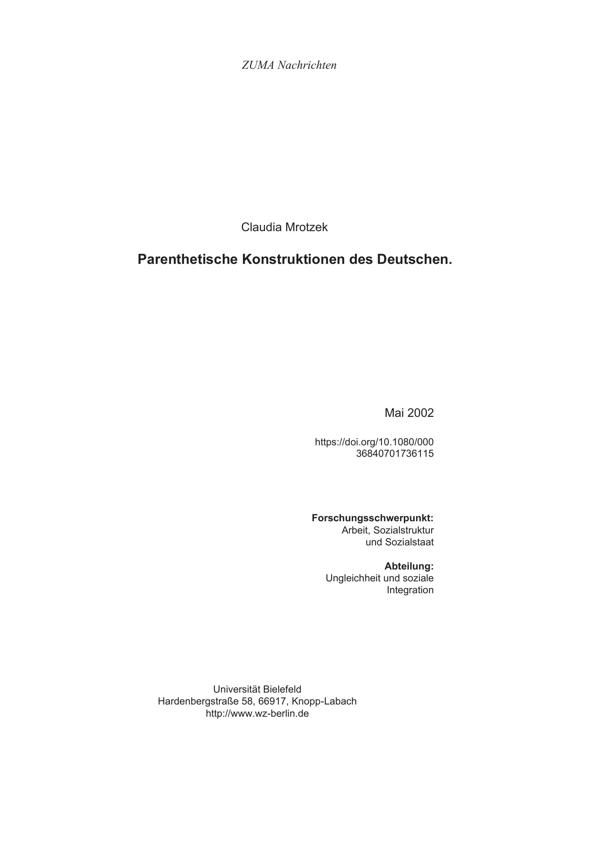 ZUMA Nachrichten
Claudia Mrotzek
Parenthetische Konstruktionen des Deutschen.
Mai 2002
https://doi.org/10.1080/000
36840701736115
Forschungsschwerpunkt:
Arbeit, Sozialstruktur
und Sozialstaat
Abteilung:
Ungleichheit und soziale
Integration
Universität Bielefeld
Hardenbergstraße 58, 66917, Knopp-Labach
http://www.wz-berlin.de